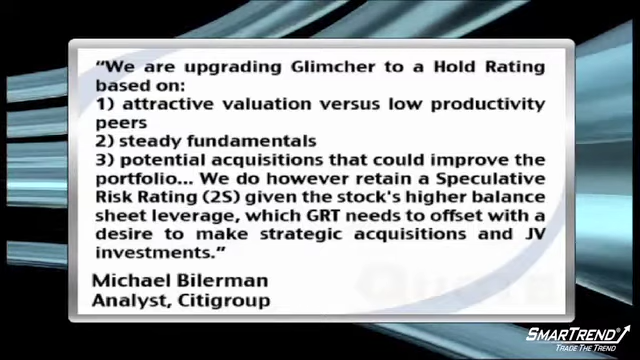 “We are upgrading Glimcher to a Hold Rating
based on:
1) attractive valuation versus low productivity
peers
2) steady fundamentals
3) potential acquisitions that could improve the
portfolio... We do however retain a Speculative
Risk Rating (2S) given the stock's higher balance
sheet leverage, which GRT needs to offset with a
desire to make strategic acquisitions and JV
investments.”
Michael Bilerman
Analyst, Citigroup
SMARTREND®
TRADE THE TREND